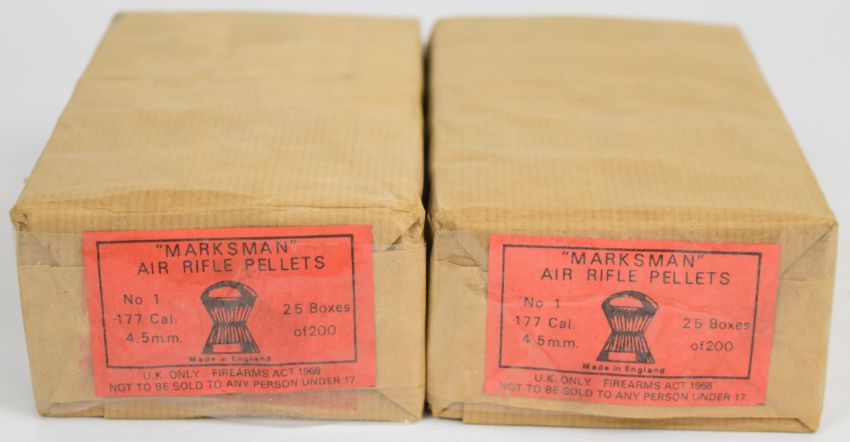 "MARKSMAN"
AIR RIFLE PELLETS
No 1
.177 Cal.
4.5m.m.
25 Boxes
of 200
Made in England
U.K. ONLY FIREARMS ACT 1968
NOT TO BE SOLD TO ANY PERSON UNDER 17
"MARKSMAN"
AIR RIFLE PELLETS
No 1
.177 Cal.
4.5m.m.
25 Boxes
of 200
Made in England
U.K. ONLY FIREARMS ACT 1968
NOT TO BE SOLD TO ANY PERSON UNDER 17